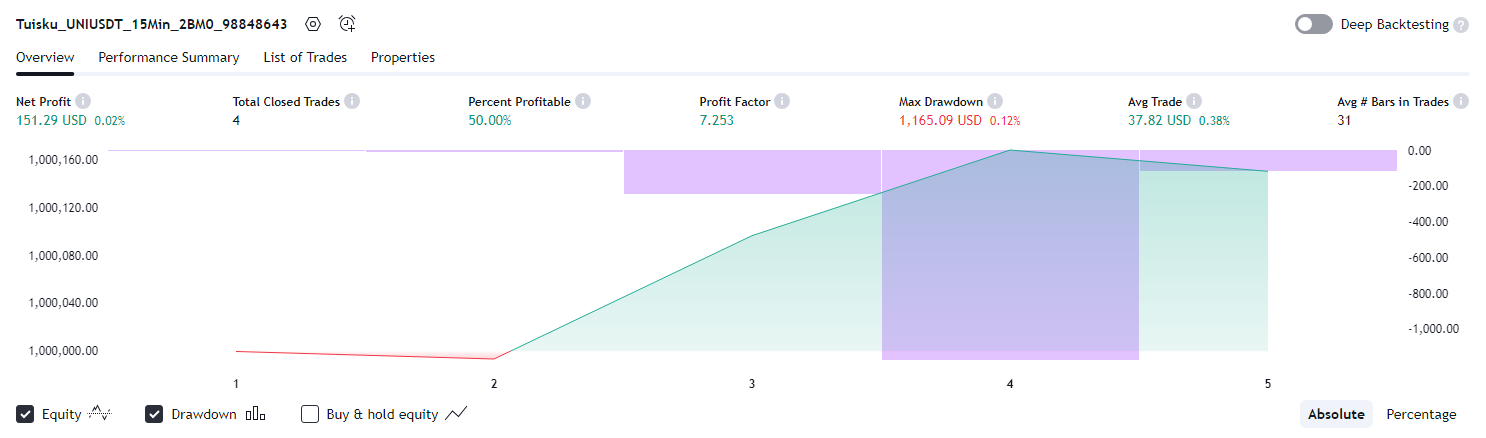 Tuisku_UNIUSDT_15Min_2BM0_98848643
Deep Backtesting ?
Overview Performance Summary List of Trades Properties
Net Profit Total Closed Trades Percent Profitable Profit Factor Max Drawdown Avg Trade Avg # Bars in Trades
151.29 USD 0.02% 4 50.00% 7.253 1,165.09 USD 0.12% 37.82 USD 0.38% 31
1,000,160.00
1,000,120.00
1,000,080.00
1,000,040.00
1,000,000.00
0.00
-200.00
-400.00
-600.00
-800.00
-1,000.00
1 2 3 4 5
Equity Drawdown Buy & hold equity Absolute Percentage